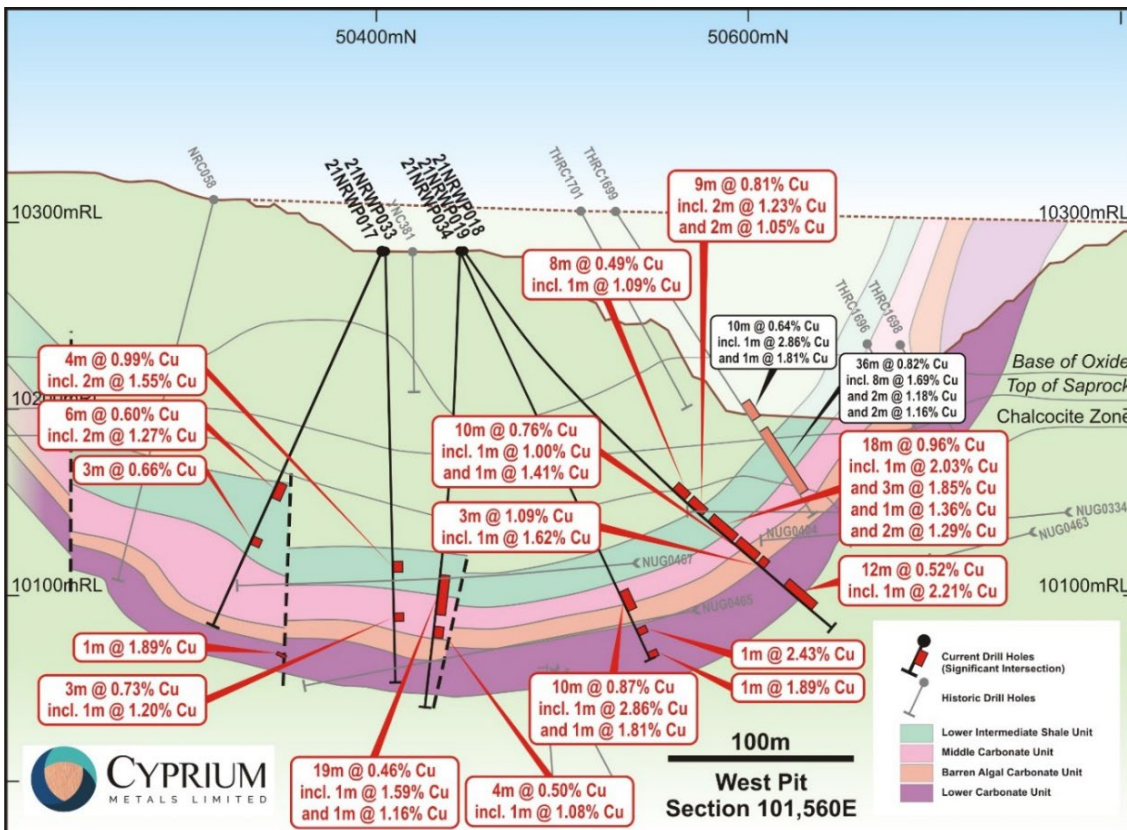 50400mN
50600mN
NRC058
21NRWP017
21NRWP033
YNC381
21NRWP034
21NRWP019
21NRWP018
THRC1701
THRC1699
10300mRL
10300mRL
9m @ 0.81% Cu
incl. 2m @ 1.23% Cu
and 2m @ 1.05% Cu
8m @ 0.49% Cu
incl. 1m @ 1.09% Cu
THRC1696
THRC1698
10m @ 0.64% Cu
incl. 1m @ 2.86% Cu
and 1m @ 1.81% Cu
36m @ 0.82% Cu
incl. 8m @ 1.69% Cu
and 2m @ 1.18% Cu
and 2m @ 1.16% Cu
Base of Oxide
Top of Saprock
Chalcocite Zone
4m @ 0.99% Cu
incl. 2m @ 1.55% Cu
10200mRL
6m @ 0.60% Cu
incl. 2m @ 1.27% Cu
3m @ 0.66% Cu
10m @ 0.76% Cu
incl. 1m @ 1.00% Cu
and 1m @ 1.41% Cu
18m @ 0.96% Cu
incl. 1m @ 2.03% Cu
and 3m @ 1.85% Cu
and 1m @ 1.36% Cu
and 2m @ 1.29% Cu
3m @ 1.09% Cu
incl. 1m @ 1.62% Cu
NUG0334
NUG0463
NUG0404
NUG0467
NUG0465
10100mRL
10100mRL
12m @ 0.52% Cu
incl. 1m @ 2.21% Cu
1m @ 1.89% Cu
3m @ 0.73% Cu
incl. 1m @ 1.20% Cu
1m @ 2.43% Cu
1m @ 1.89% Cu
10m @ 0.87% Cu
incl. 1m @ 2.86% Cu
and 1m @ 1.81% Cu
19m @ 0.46% Cu
incl. 1m @ 1.59% Cu
and 1m @ 1.16% Cu
4m @ 0.50% Cu
incl. 1m @ 1.08% Cu
100m
West Pit
Section 101,560E
Current Drill Holes
(Significant Intersection)
Historic Drill Holes
Lower Intermediate Shale Unit
Middle Carbonate Unit
Barren Algal Carbonate Unit
Lower Carbonate Unit
CYPRIUM
METALS LIMITED